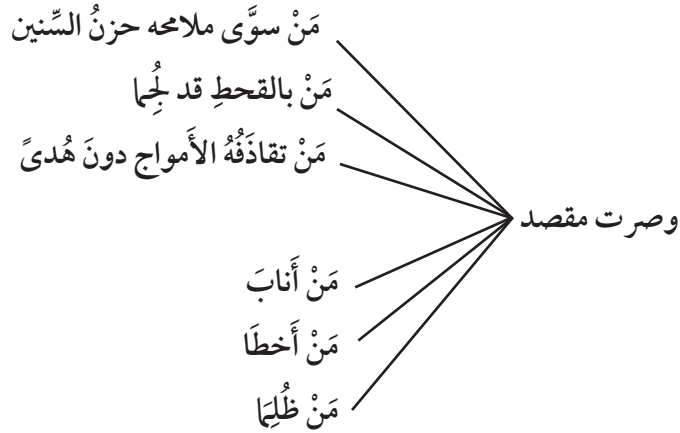 مَنْ سوَّى ملامحه حزنُ السِّنين
مَنْ بالقحطِ قد لُجِما
مَنْ تقاذَفُهُ الأَمواج دونَ هُدىً
وصرت مقصد
مَنْ أَنابَ
مَنْ أَخطَا
مَنْ ظُلِمَا